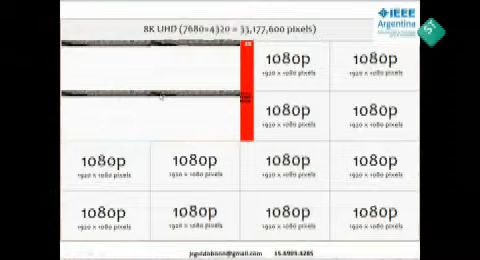 IEEE
Argentina
ST
8K UHD (7680×4320 = 33,177,600 pixels)
1080p 1080p
1920 x 1080 pixels 1920 x 1080 pixels
1080p 1080p
1920 x 1080 pixels 1920 x 1080 pixels
1080p 1080p 1080p 1080p
1920 x 1080 pixels 1920 x 1080 pixels 1920 x 1080 pixels 1920 x 1080 pixels
1080p 1080p 1080p 1080p
1920 x 1080 pixels 1920 x 1080 pixels 1920 x 1080 pixels 1920 x 1080 pixels